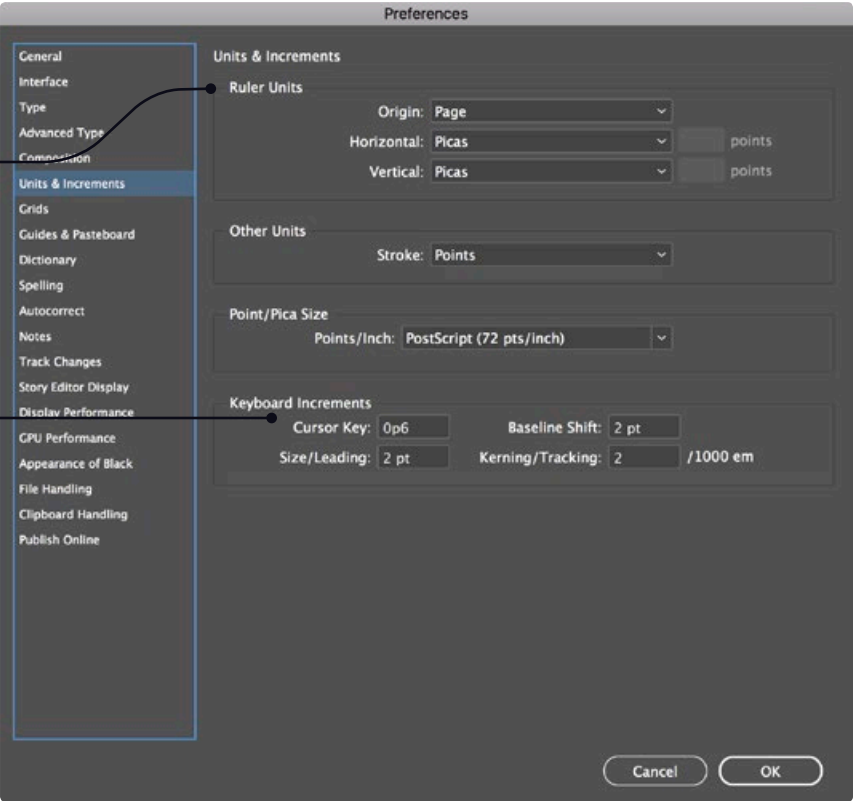 Preferences
General
Interface
Type
Advanced Type
Composition
Units & Increments
Grids
Guides & Pasteboard
Dictionary
Spelling
Autocorrect
Notes
Track Changes
Story Editor Display
Display Performance
GPU Performance
Appearance of Black
File Handling
Clipboard Handling
Publish Online
Units & Increments
Ruler Units
Origin: Page
Horizontal: Picas points
Vertical: Picas points
Other Units
Stroke: Points
Point/Pica Size
Points/Inch: PostScript (72 pts/inch)
Keyboard Increments
Cursor Key: 0p6 Baseline Shift: 2 pt
Size/Leading: 2 pt Kerning/Tracking: 2 /1000 em
Cancel OK